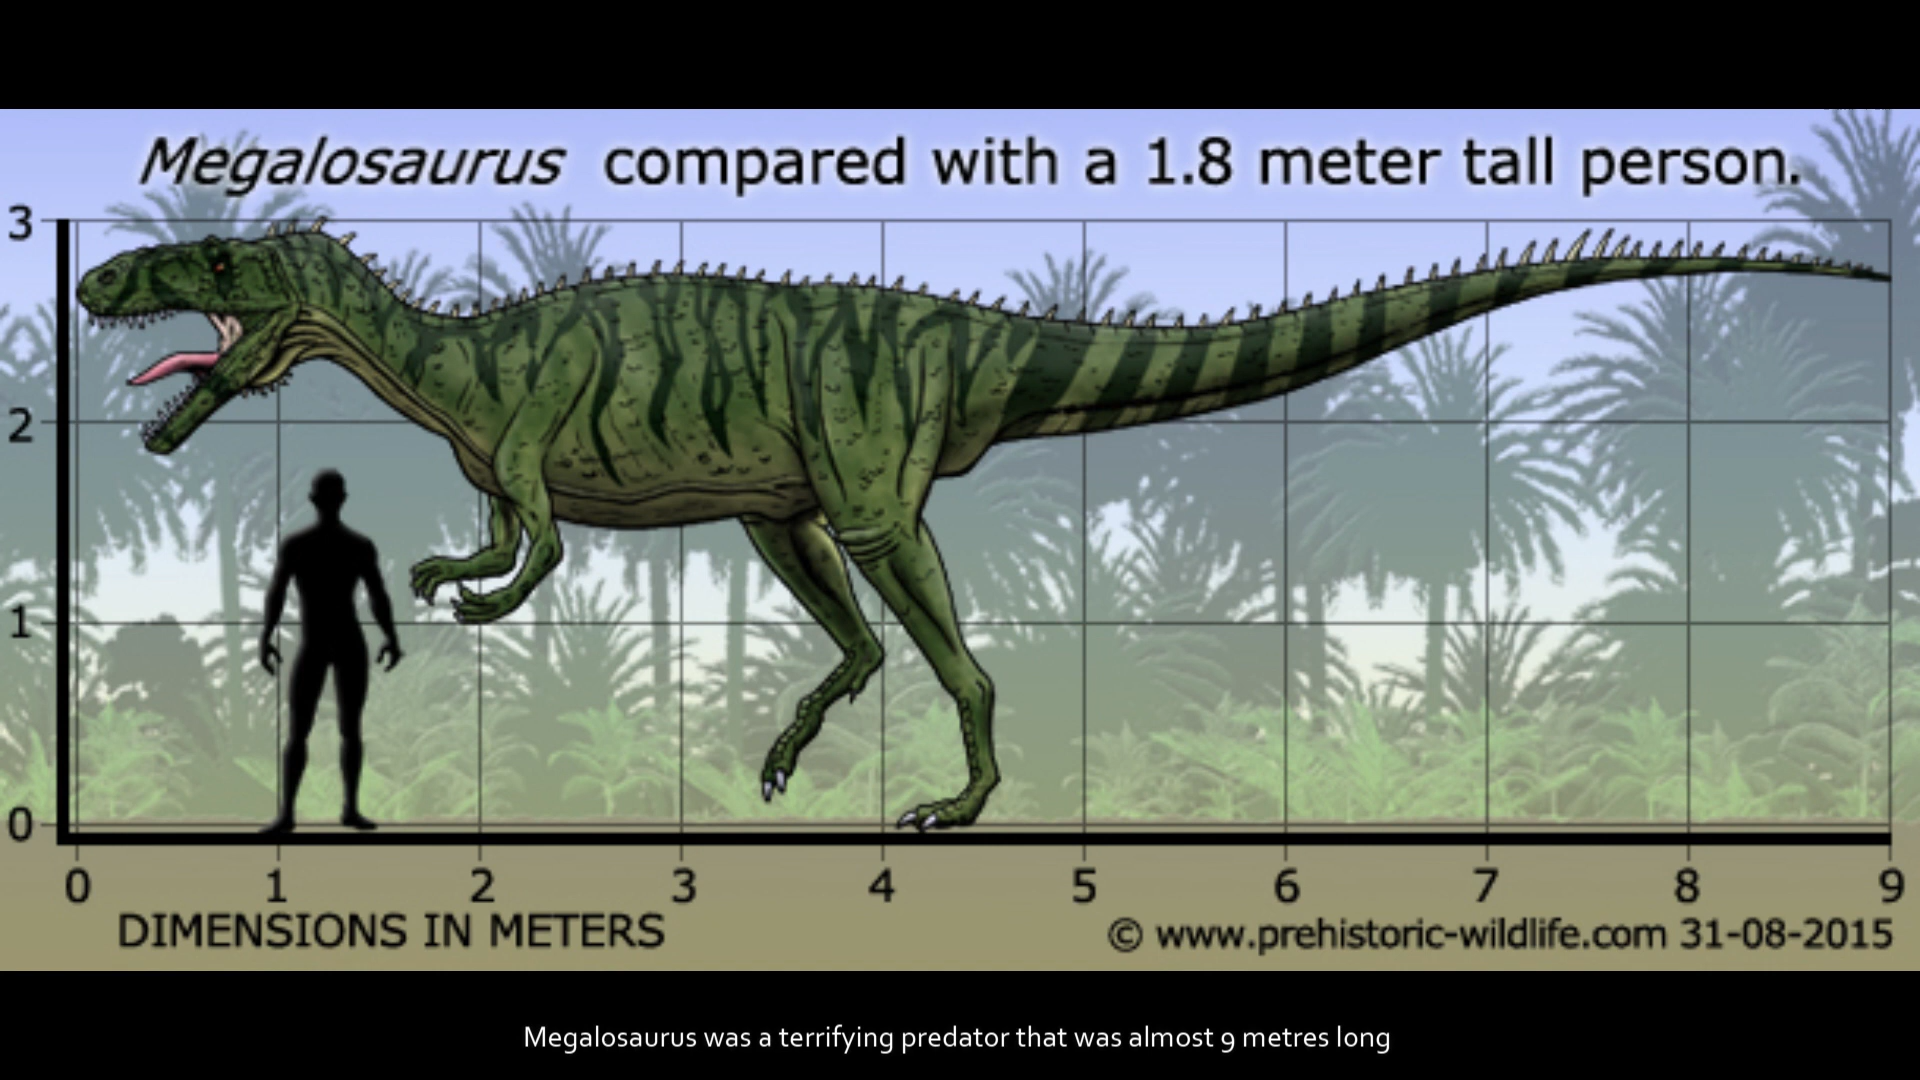 Megalosaurus compared with a 1.8 meter tall person.
3
2
1
0
0 1 2 3 4 5 6 7 8 9
DIMENSIONS IN METERS © www.prehistoric-wildlife.com 31-08-2015
Megalosaurus was a terrifying predator that was almost 9 metres long